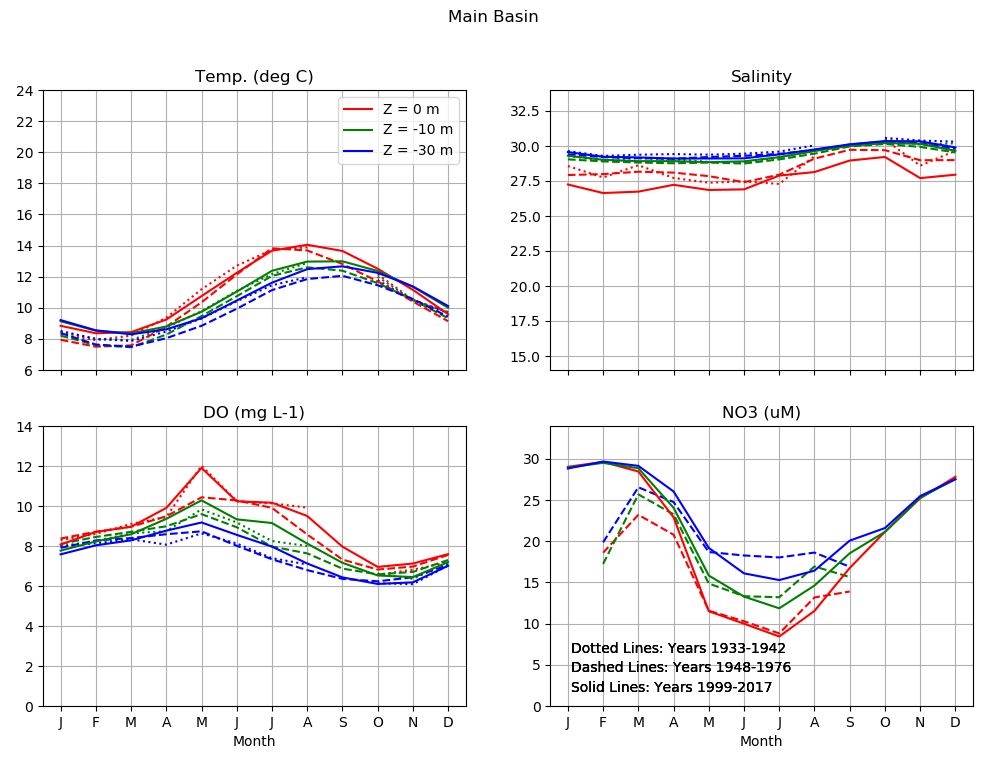 Main Basin
Temp. (deg C)
24
22
20
18
16
14
12
10
8
6
Z = 0 m
Z = -10 m
Z = -30 m
Salinity
32.5
30.0
27.5
25.0
22.5
20.0
17.5
15.0
DO (mg L-1)
14
12
10
8
6
4
2
0
J F M A M J J A S O N D
Month
NO3 (uM)
30
25
20
15
10
5
0
Dotted Lines: Years 1933-1942
Dashed Lines: Years 1948-1976
Solid Lines: Years 1999-2017
J F M A M J J A S O N D
Month